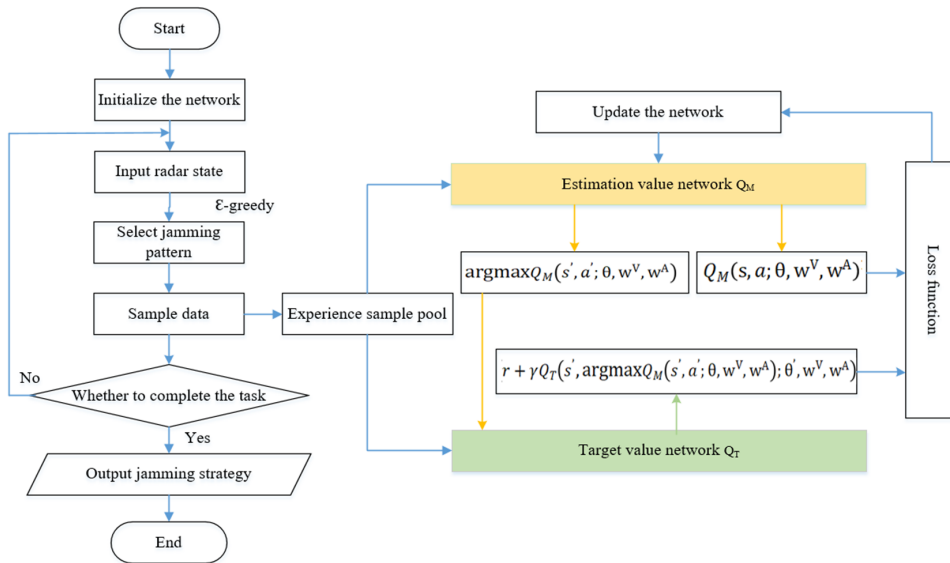 Start
Initialize the network
Input radar state
Ɛ-greedy
Select jamming
pattern
Sample data
Experience sample pool
No
Whether to complete the task
Yes
Output jamming strategy
End
Update the network
Estimation value network Q_M
argmaxQ_M(s', a'; θ, w^V, w^A)
Q_M(s, a; θ, w^V, w^A)
r + γQ_T(s', argmaxQ_M(s', a'; θ, w^V, w^A); θ', w^V, w^A)
Target value network Q_T
Loss function